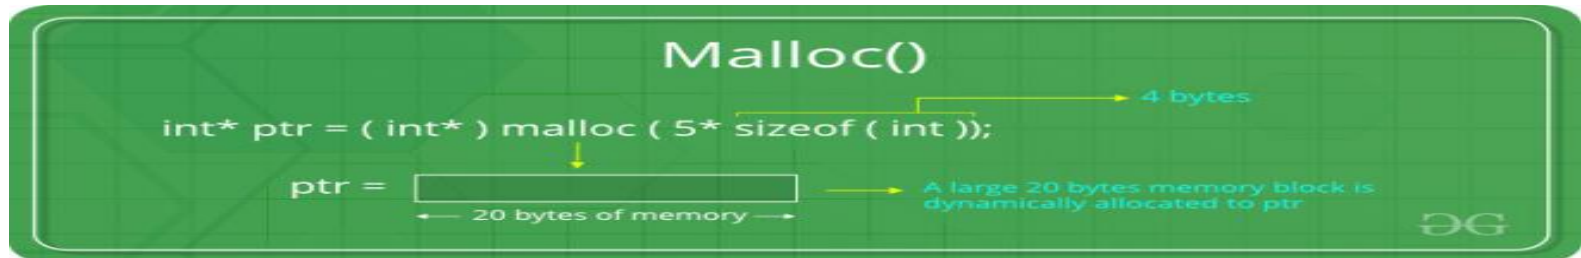 Malloc()
4 bytes
int* ptr = ( int* ) malloc ( 5* sizeof ( int ));
ptr =
20 bytes of memory
A large 20 bytes memory block is
dynamically allocated to ptr